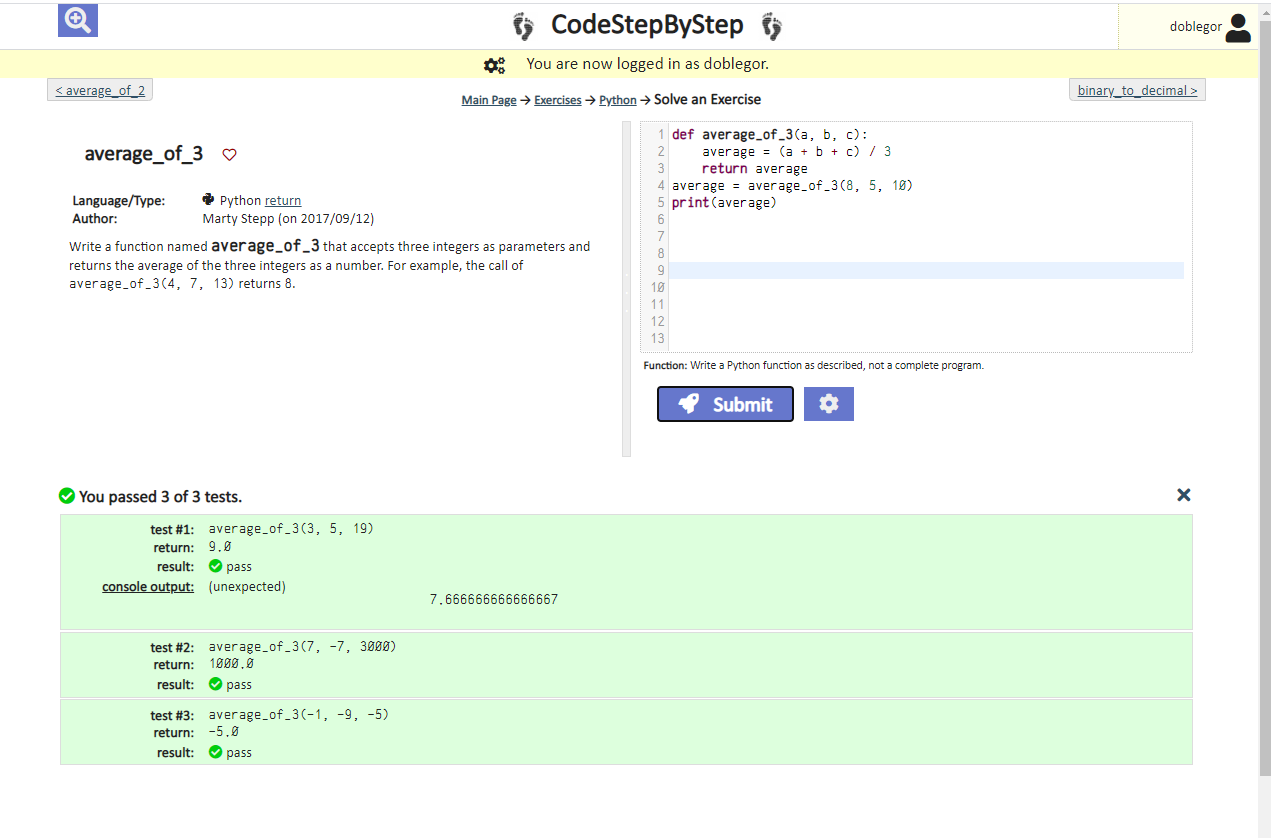 CodeStepByStep
doblegor
You are now logged in as doblegor.
< average_of_2
Main Page → Exercises → Python → Solve an Exercise
binary_to_decimal >
average_of_3
Language/Type: Python return
Author: Marty Stepp (on 2017/09/12)
Write a function named average_of_3 that accepts three integers as parameters and
returns the average of the three integers as a number. For example, the call of
average_of_3(4, 7, 13) returns 8.
1 def average_of_3(a, b, c):
2     average = (a + b + c) / 3
3     return average
4 average = average_of_3(8, 5, 10)
5 print(average)
6
7
8
9
10
11
12
13
Function: Write a Python function as described, not a complete program.
Submit
You passed 3 of 3 tests.
test #1: average_of_3(3, 5, 19)
return: 9.0
result: pass
console output: (unexpected)
7.666666666666667
test #2: average_of_3(7, -7, 3000)
return: 1000.0
result: pass
test #3: average_of_3(-1, -9, -5)
return: -5.0
result: pass